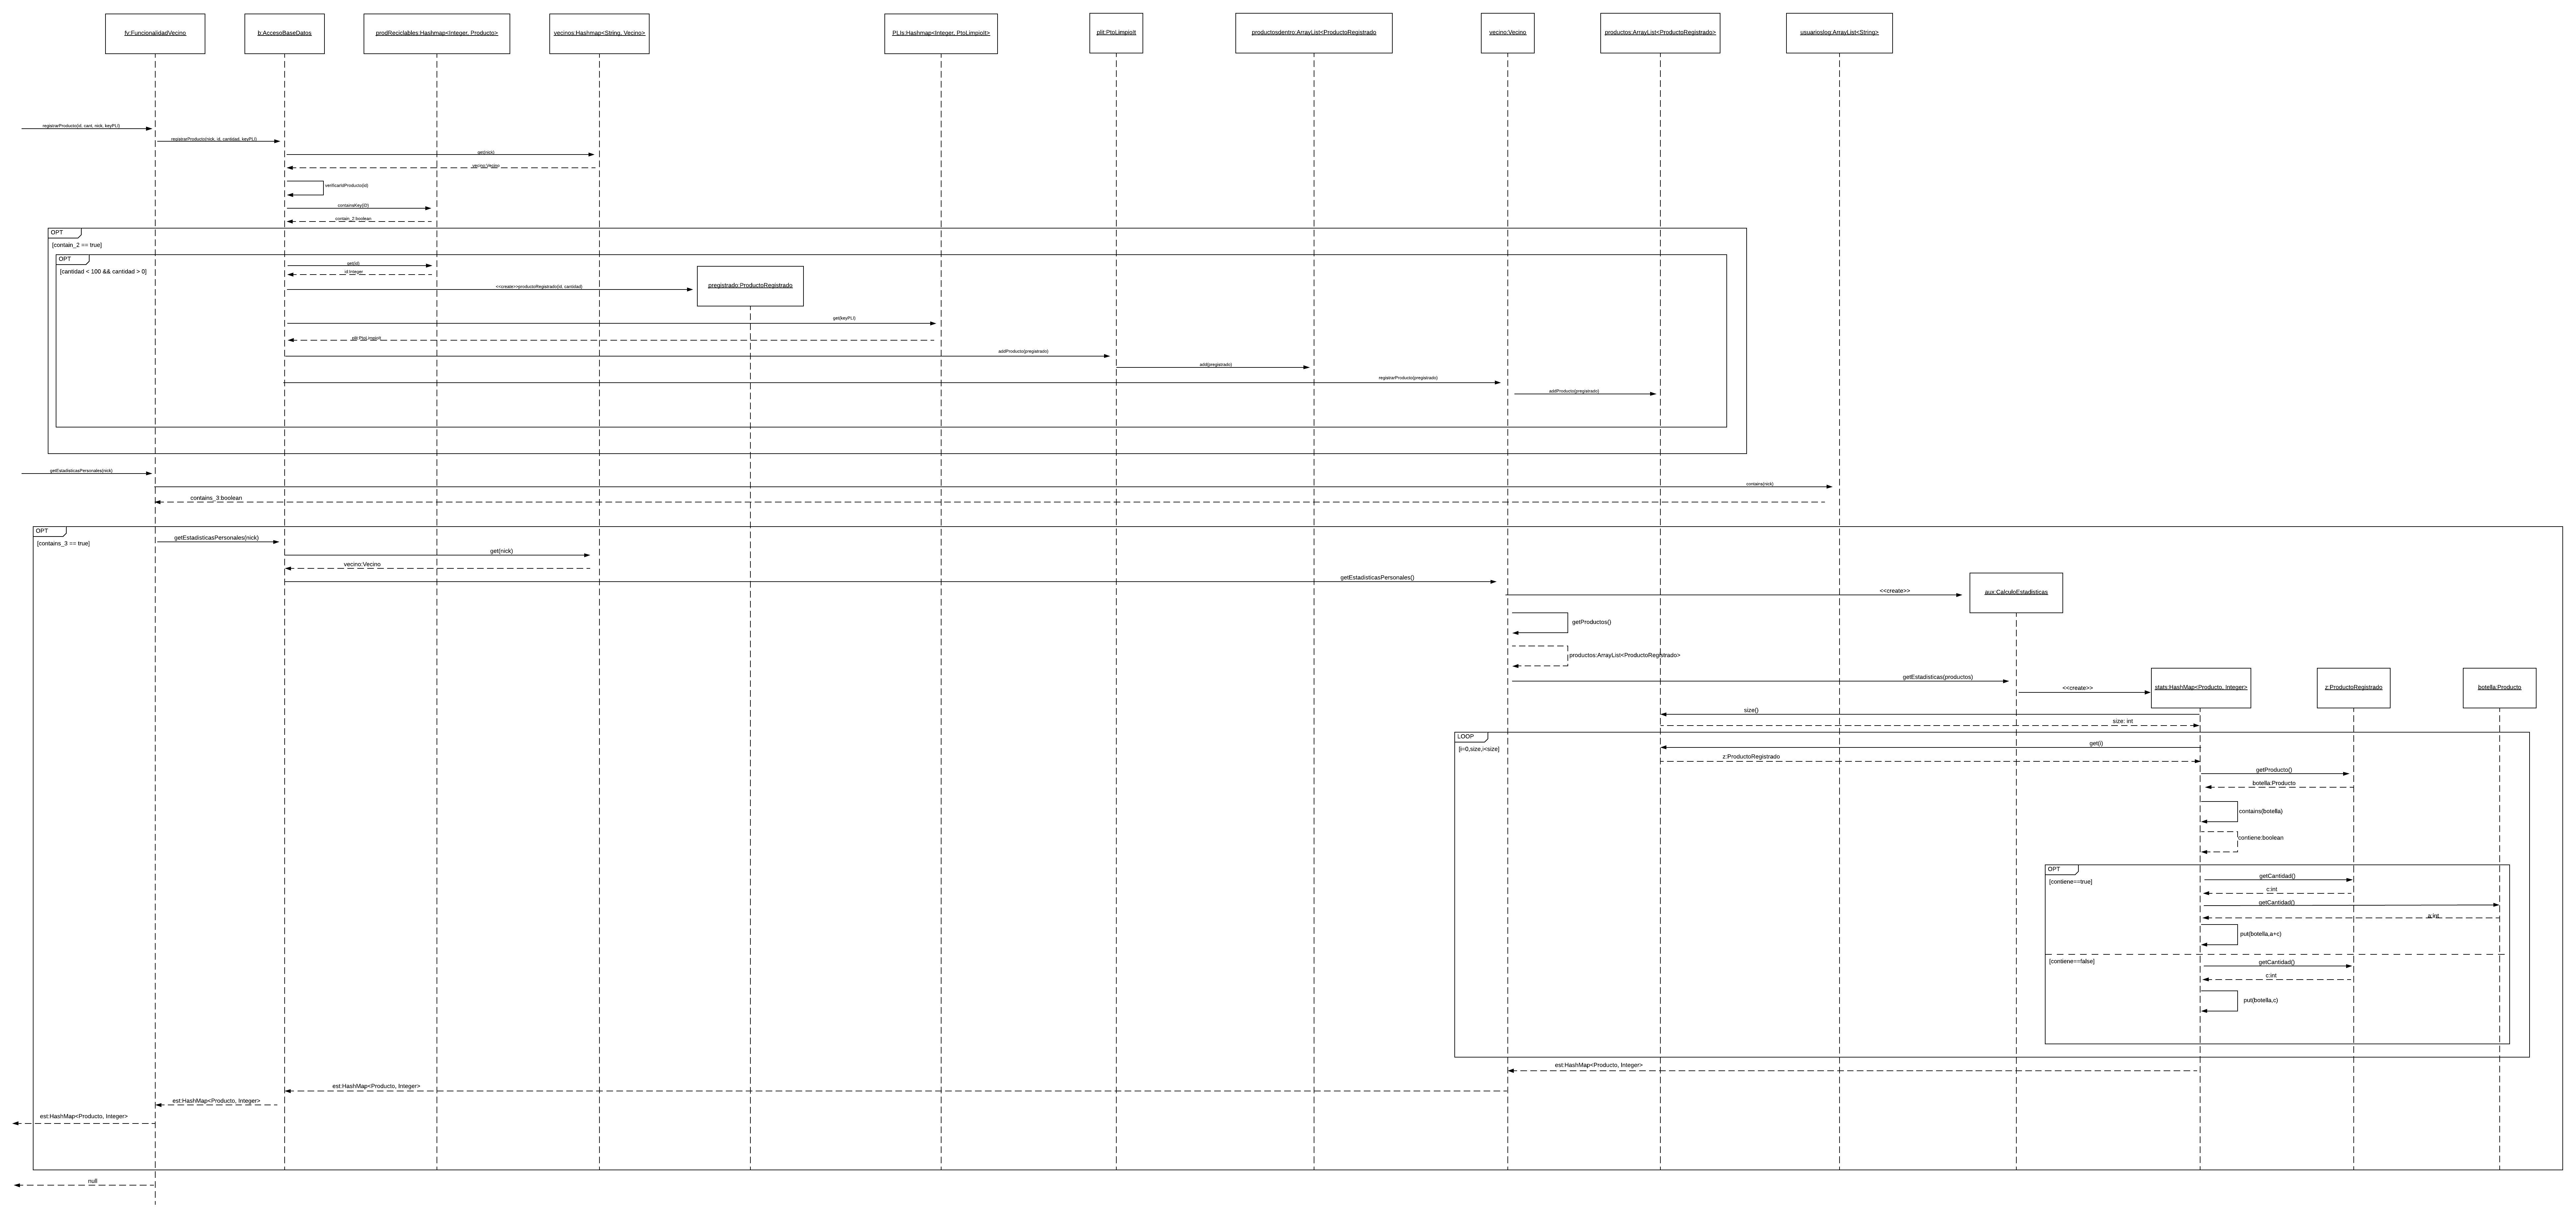 fv:FuncionalidadVecino
b:AccesoBaseDatos
prodReciclables:Hashmap<Integer, Producto>
vecinos:Hashmap<String, Vecino>
PLIs:Hashmap<Integer, PtoLimpioIt>
plit:PtoLimpioIt
productosdentro:ArrayList<ProductoRegistrado
vecino:Vecino
productos:ArrayList<ProductoRegistrado>
usuarioslog:ArrayList<String>
registrarProducto(id, cant, nick, keyPLI)
registrarProducto(nick, id, cantidad, keyPLI)
get(nick)
vecino:Vecino
verificarIdProducto(id)
containsKey(ID)
contain_2:boolean
OPT
[contain_2 == true]
OPT
[cantidad < 100 && cantidad > 0]
get(id)
id:Integer
<<create>>productoRegistrado(id, cantidad)
pregistrado:ProductoRegistrado
get(keyPLI)
plit:PtoLimpioIt
addProducto(pregistrado)
add(pregistrado)
registrarProducto(pregistrado)
addProducto(pregistrado)
getEstadisticasPersonales(nick)
contains(nick)
contains_3:boolean
OPT
[contains_3 == true]
getEstadisticasPersonales(nick)
get(nick)
vecino:Vecino
getEstadisticasPersonales()
<<create>>
aux:CalculoEstadisticas
getProductos()
productos:ArrayList<ProductoRegistrado>
getEstadisticas(productos)
<<create>>
stats:HashMap<Producto, Integer>
z:ProductoRegistrado
botella:Producto
size()
size: int
LOOP
[i=0,size,i<size]
get(i)
z:ProductoRegistrado
getProducto()
botella:Producto
contains(botella)
contiene:boolean
OPT
[contiene==true]
getCantidad()
c:int
getCantidad()
a:int
put(botella,a+c)
[contiene==false]
getCantidad()
c:int
put(botella,c)
est:HashMap<Producto, Integer>
est:HashMap<Producto, Integer>
est:HashMap<Producto, Integer>
est:HashMap<Producto, Integer>
null